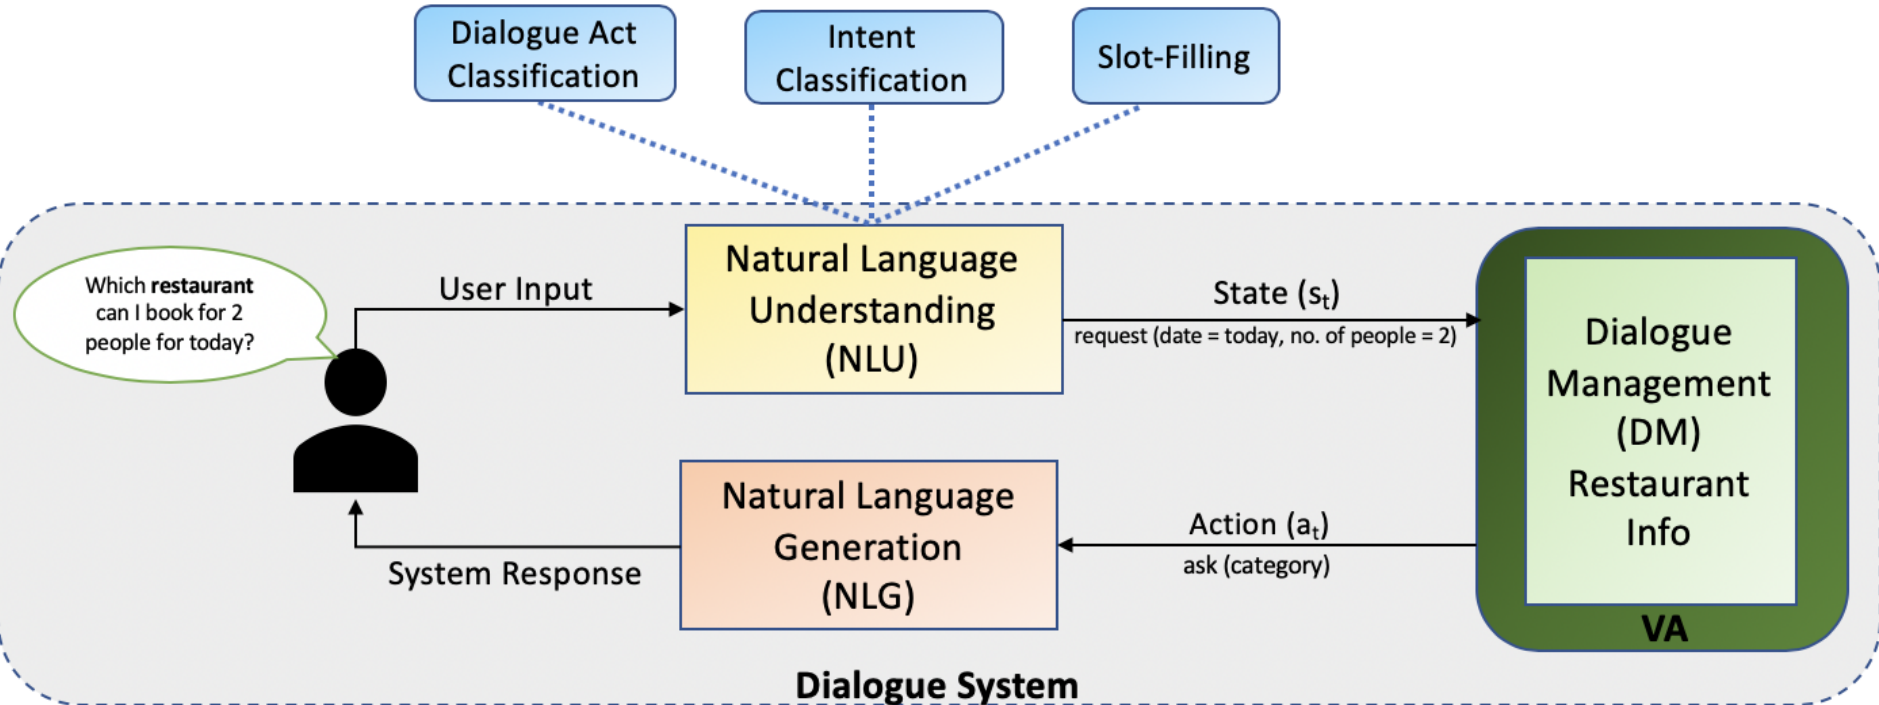 Dialogue Act
Classification
Intent
Classification
Slot-Filling
Which restaurant
can I book for 2
people for today?
User Input
Natural Language
Understanding
(NLU)
State (sₜ)
request (date = today, no. of people = 2)
Dialogue
Management
(DM)
Restaurant
Info
VA
Action (aₜ)
ask (category)
Natural Language
Generation
(NLG)
System Response
Dialogue System